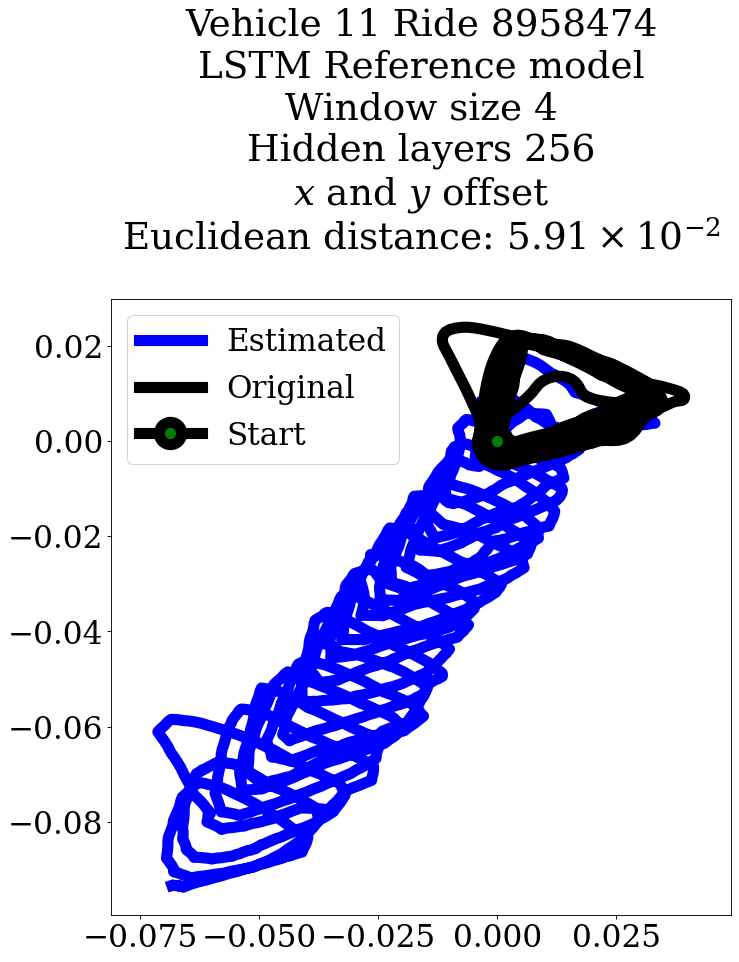 Vehicle 11 Ride 8958474
LSTM Reference model
Window size 4
Hidden layers 256
x and y offset
Euclidean distance: 5.91 × 10⁻²
Estimated
Original
Start
0.02
0.00
−0.02
−0.04
−0.06
−0.08
−0.075 −0.050 −0.025 0.000 0.025